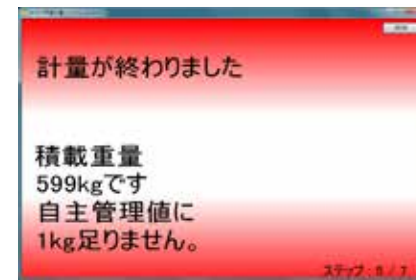 計量が終わりました
積載重量
599kgです
自主管理値に
1kg足りません。